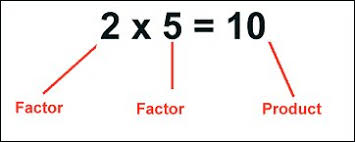 2 x 5 = 10
Factor Factor Product